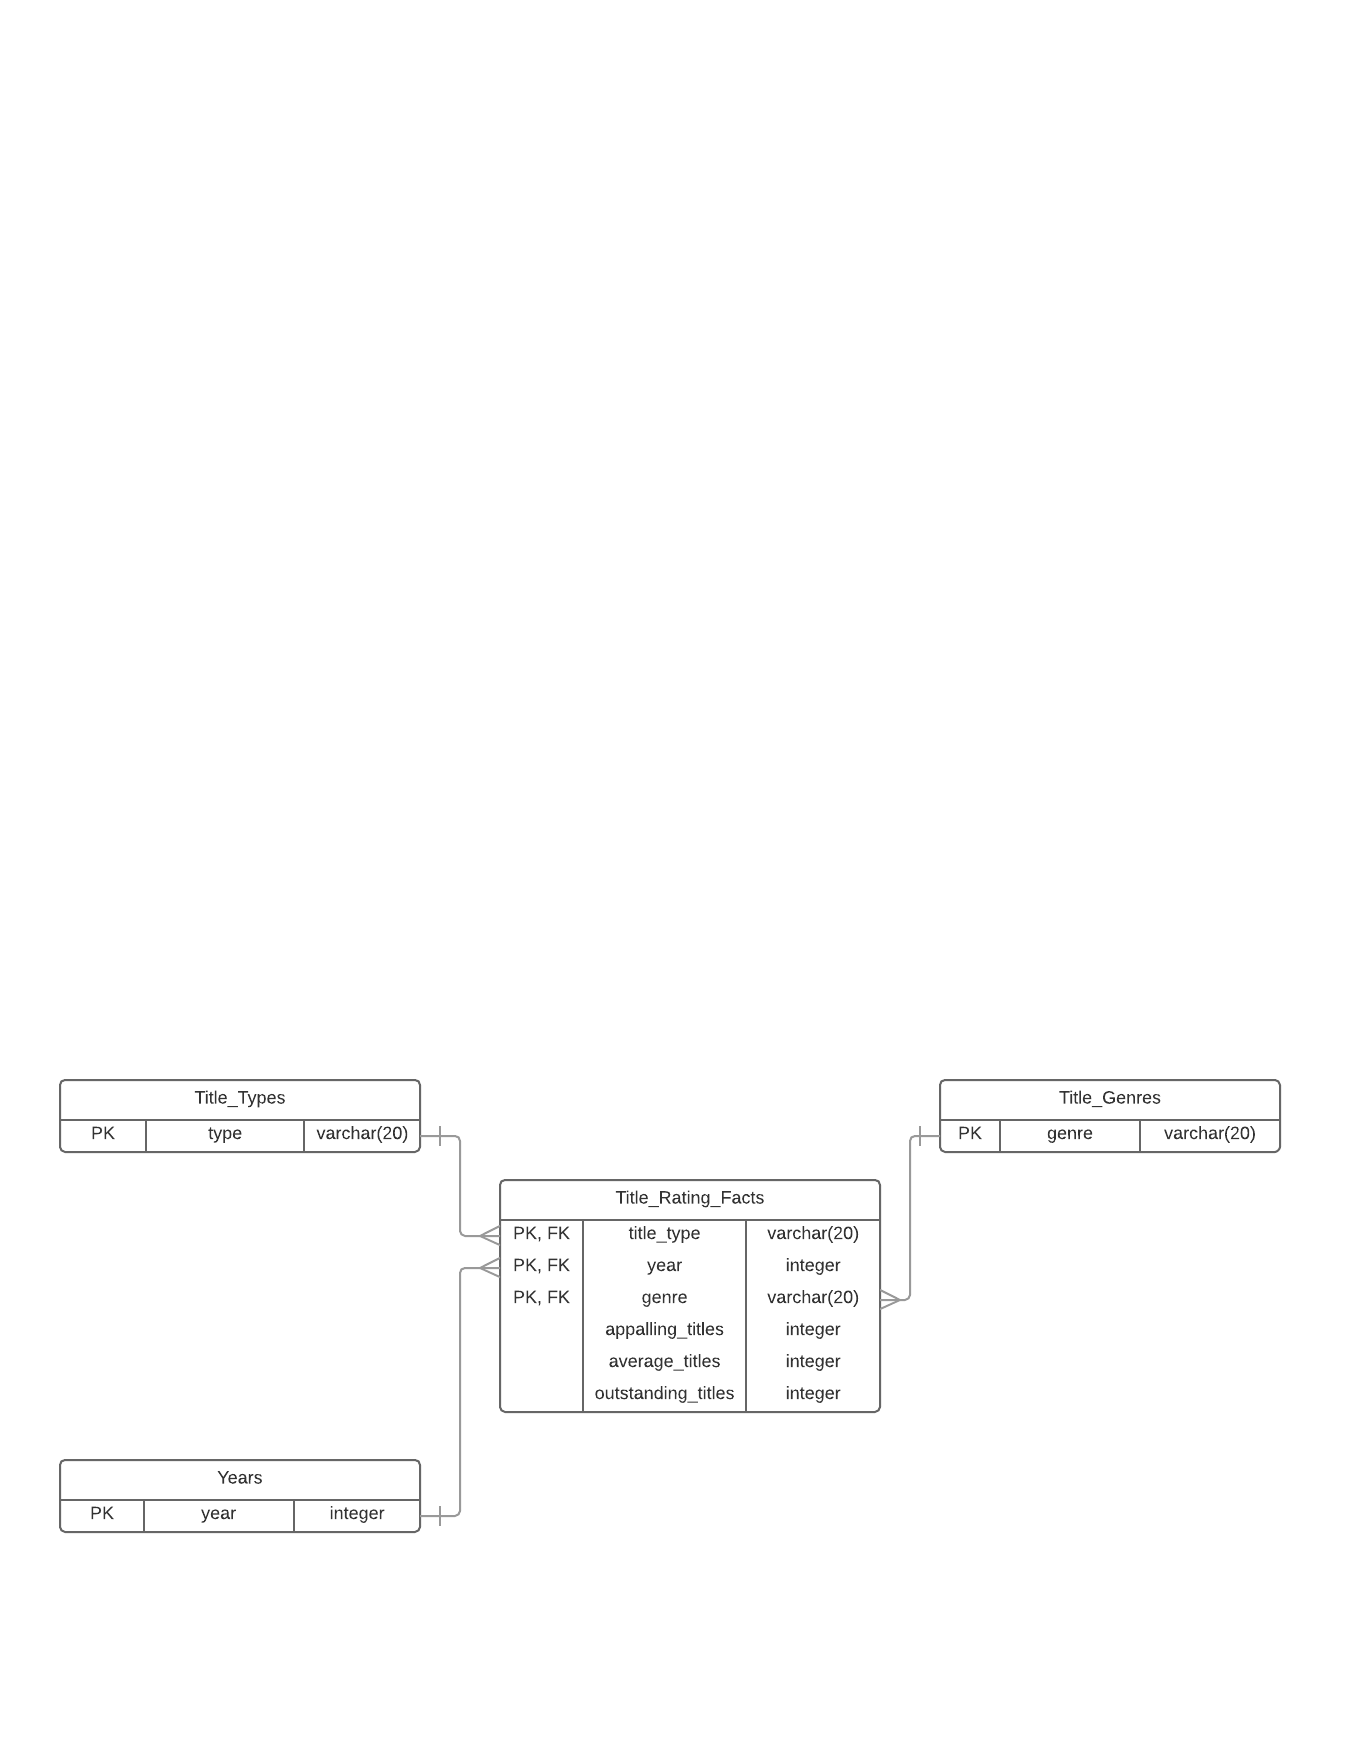 Title_Types
PK type varchar(20)
Title_Genres
PK genre varchar(20)
Title_Rating_Facts
PK, FK title_type varchar(20)
PK, FK year integer
PK, FK genre varchar(20)
appalling_titles integer
average_titles integer
outstanding_titles integer
Years
PK year integer